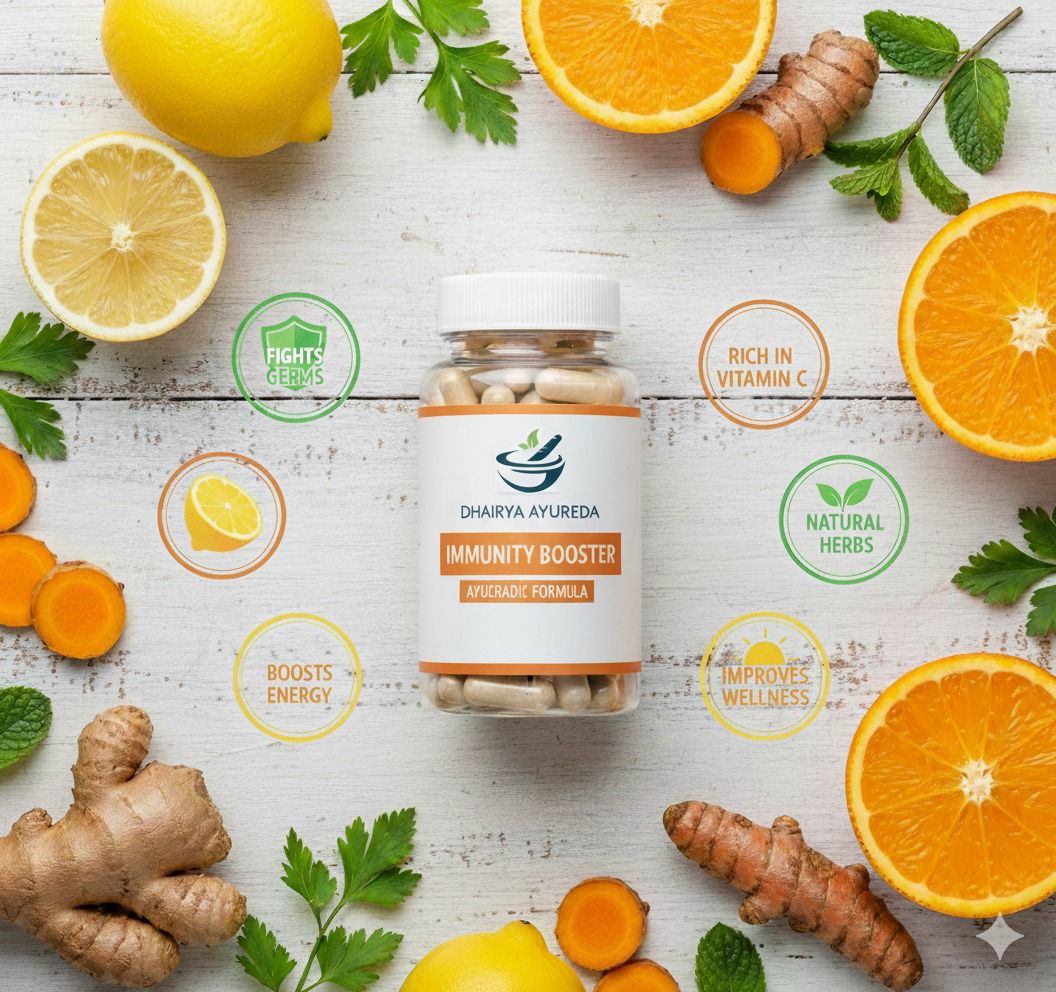 FIGHTS
GERMS
RICH IN
VITAMIN C
DHAIRYA AYUREDA
IMMUNITY BOOSTER
AYUCRADIC FORMULA
NATURAL
HERBS
BOOSTS
ENERGY
IMPROVES
WELLNESS